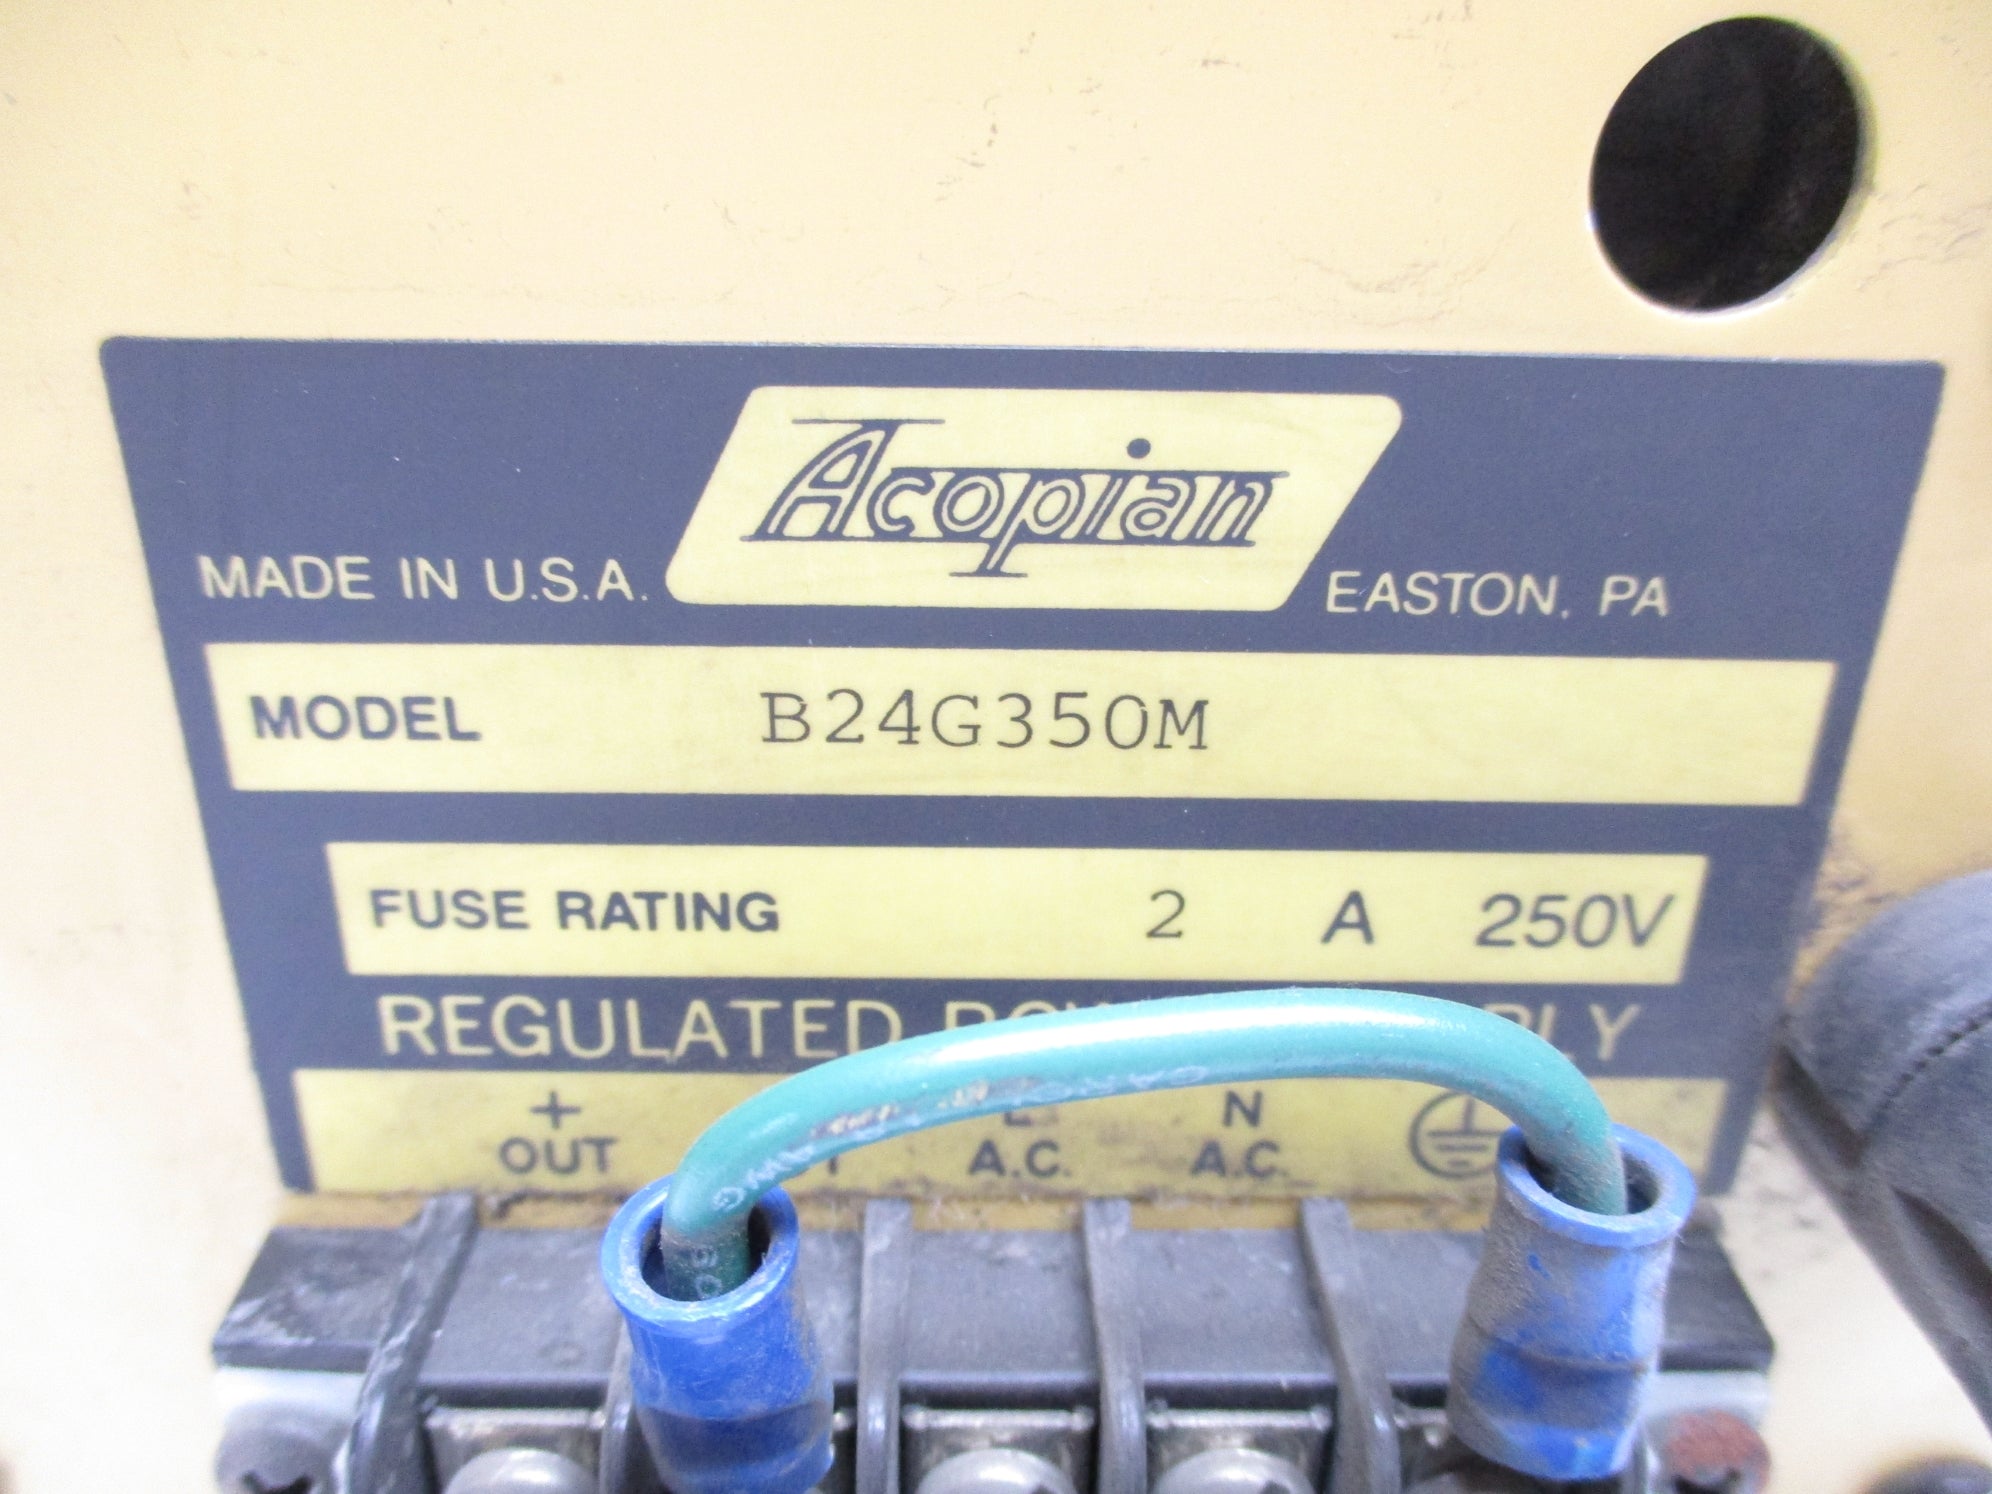 Acopian
MADE IN U.S.A.
EASTON, PA
MODEL B24G350M
FUSE RATING 2 A 250V
REGULATED
+ L N
OUT A.C. A.C.